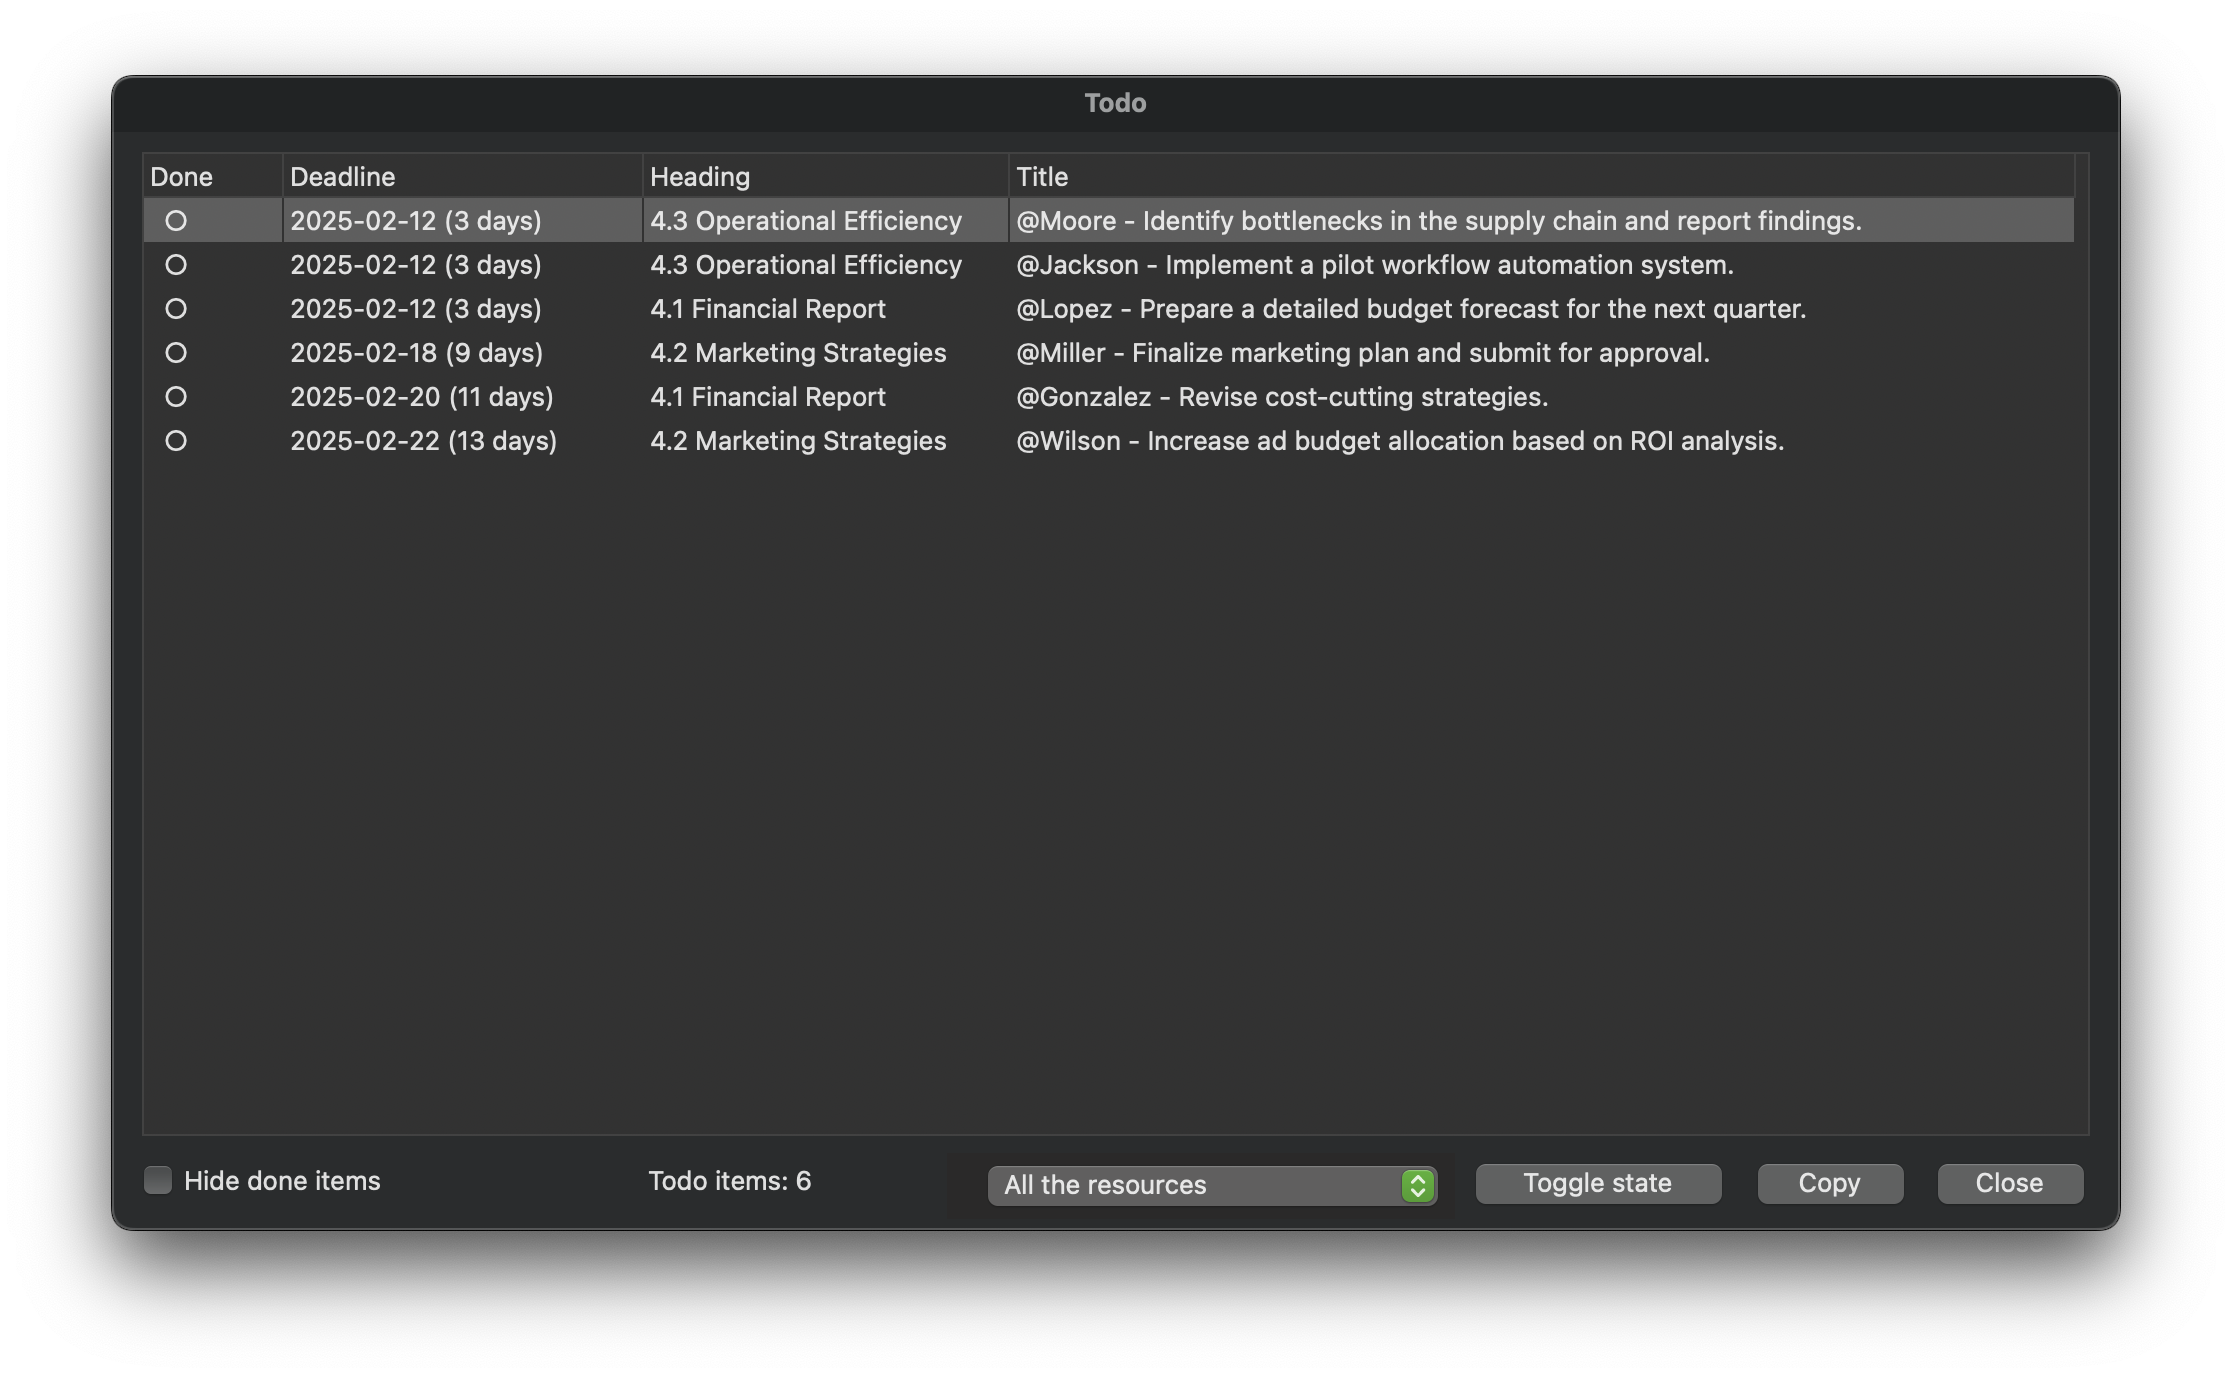 Todo
Done Deadline Heading Title
2025-02-12 (3 days) 4.3 Operational Efficiency @Moore - Identify bottlenecks in the supply chain and report findings.
2025-02-12 (3 days) 4.3 Operational Efficiency @Jackson - Implement a pilot workflow automation system.
2025-02-12 (3 days) 4.1 Financial Report @Lopez - Prepare a detailed budget forecast for the next quarter.
2025-02-18 (9 days) 4.2 Marketing Strategies @Miller - Finalize marketing plan and submit for approval.
2025-02-20 (11 days) 4.1 Financial Report @Gonzalez - Revise cost-cutting strategies.
2025-02-22 (13 days) 4.2 Marketing Strategies @Wilson - Increase ad budget allocation based on ROI analysis.
Hide done items Todo items: 6 All the resources Toggle state Copy Close